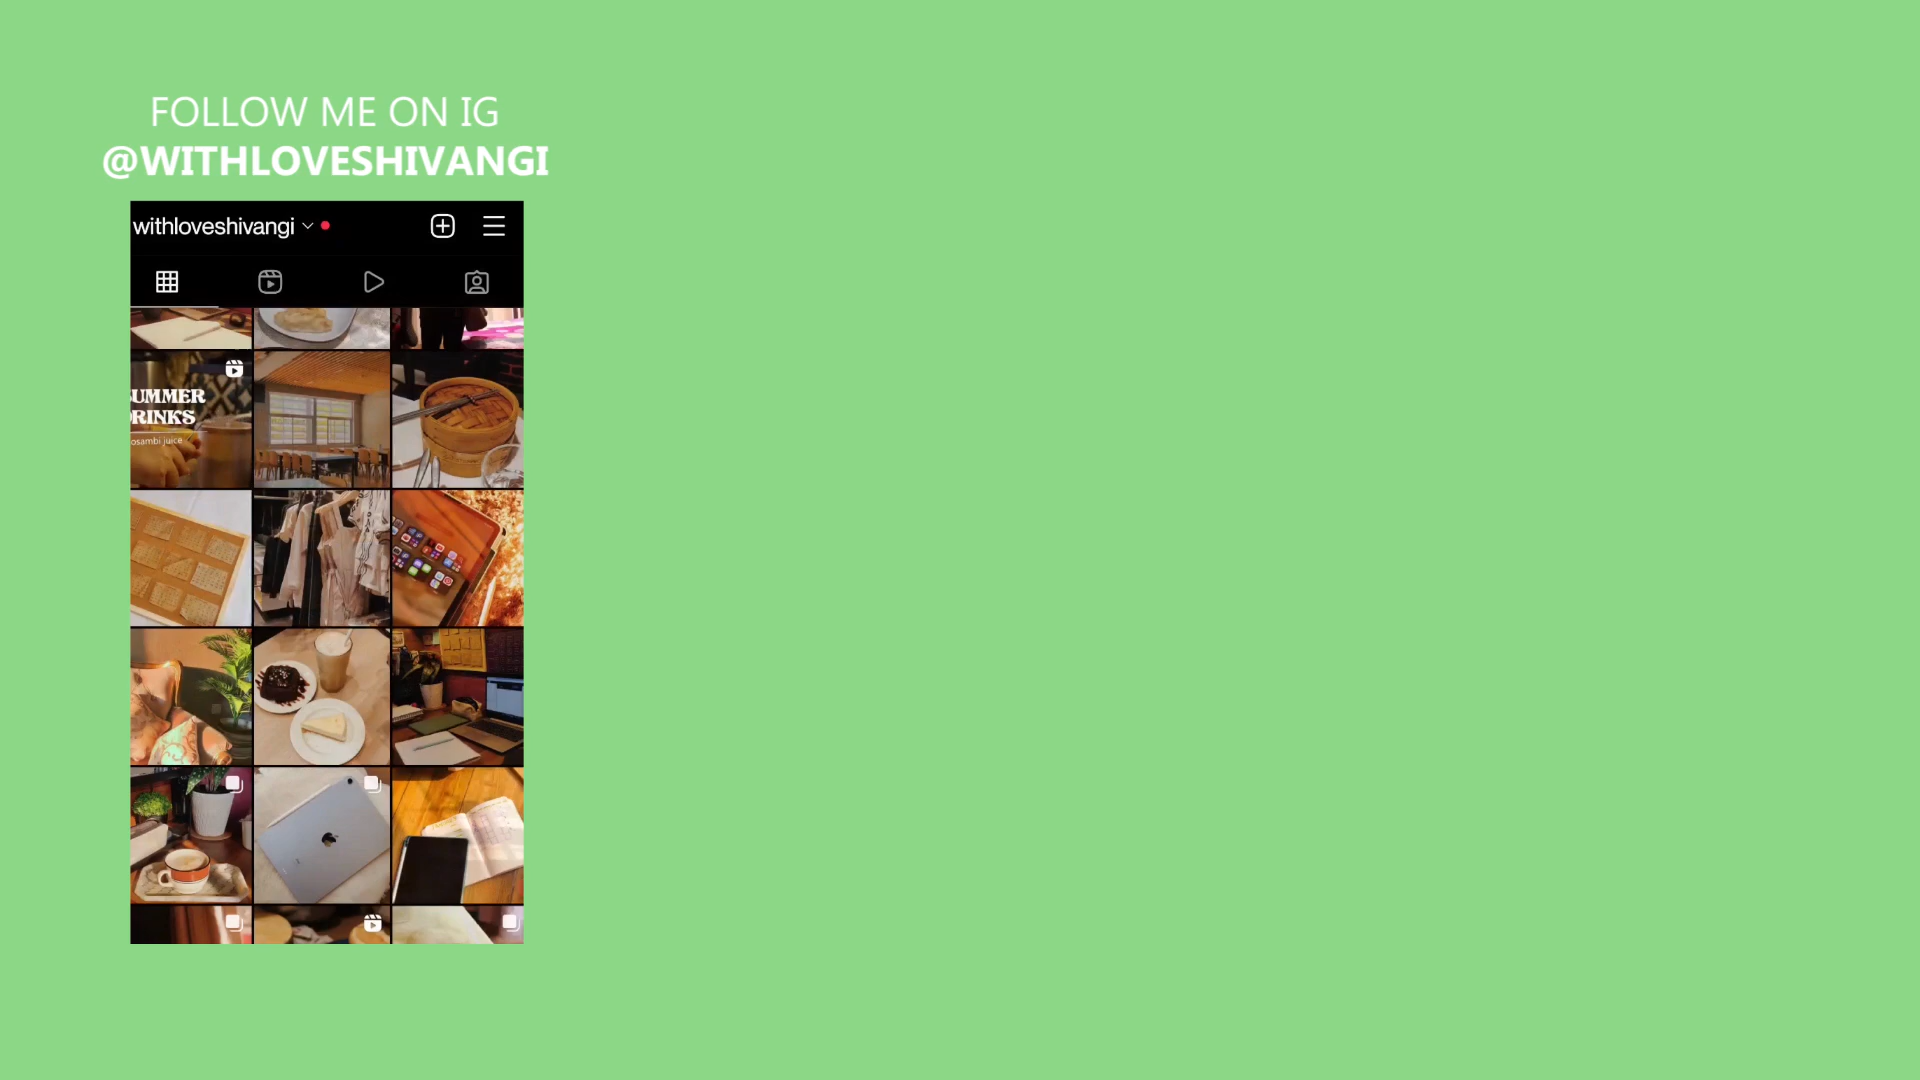 FOLLOW ME ON IG
@WITHLOVESHIVANGI
withloveshivangi
UMMER
RINKS
osambi juice